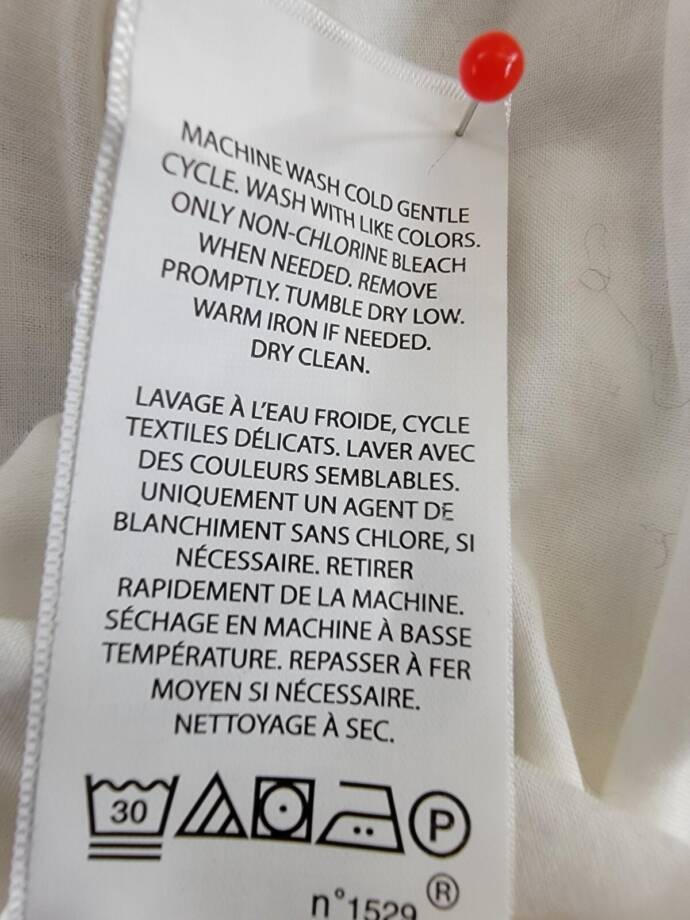 MACHINE WASH COLD GENTLE
CYCLE. WASH WITH LIKE COLORS.
ONLY NON-CHLORINE BLEACH
WHEN NEEDED. REMOVE
PROMPTLY. TUMBLE DRY LOW.
WARM IRON IF NEEDED.
DRY CLEAN.
LAVAGE À L'EAU FROIDE, CYCLE
TEXTILES DÉLICATS. LAVER AVEC
DES COULEURS SEMBLABLES.
UNIQUEMENT UN AGENT DE
BLANCHIMENT SANS CHLORE, SI
NÉCESSAIRE. RETIRER
RAPIDEMENT DE LA MACHINE.
SÉCHAGE EN MACHINE À BASSE
TEMPÉRATURE. REPASSER À FER
MOYEN SI NÉCESSAIRE.
NETTOYAGE À SEC.
30 P
n°1529 ®